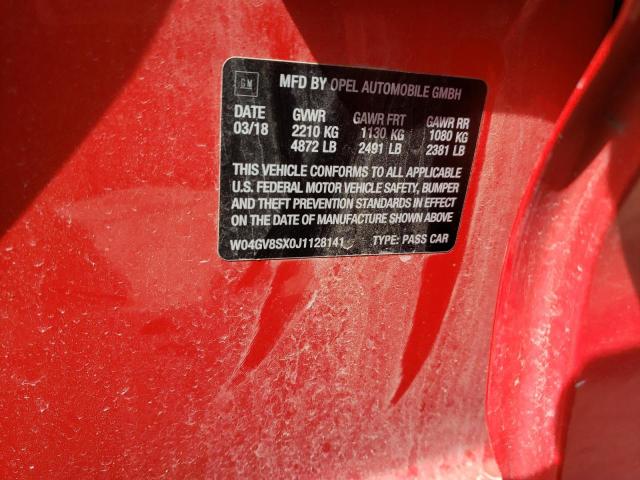 GM MFD BY OPEL AUTOMOBILE GMBH
DATE GVWR GAWR FRT GAWR RR
03/18 2210 KG 1130 KG 1080 KG
4872 LB 2491 LB 2381 LB
THIS VEHICLE CONFORMS TO ALL APPLICABLE
U.S. FEDERAL MOTOR VEHICLE SAFETY, BUMPER
AND THEFT PREVENTION STANDARDS IN EFFECT
ON THE DATE OF MANUFACTURE SHOWN ABOVE
W04GV8SX0J1128141 TYPE: PASS CAR